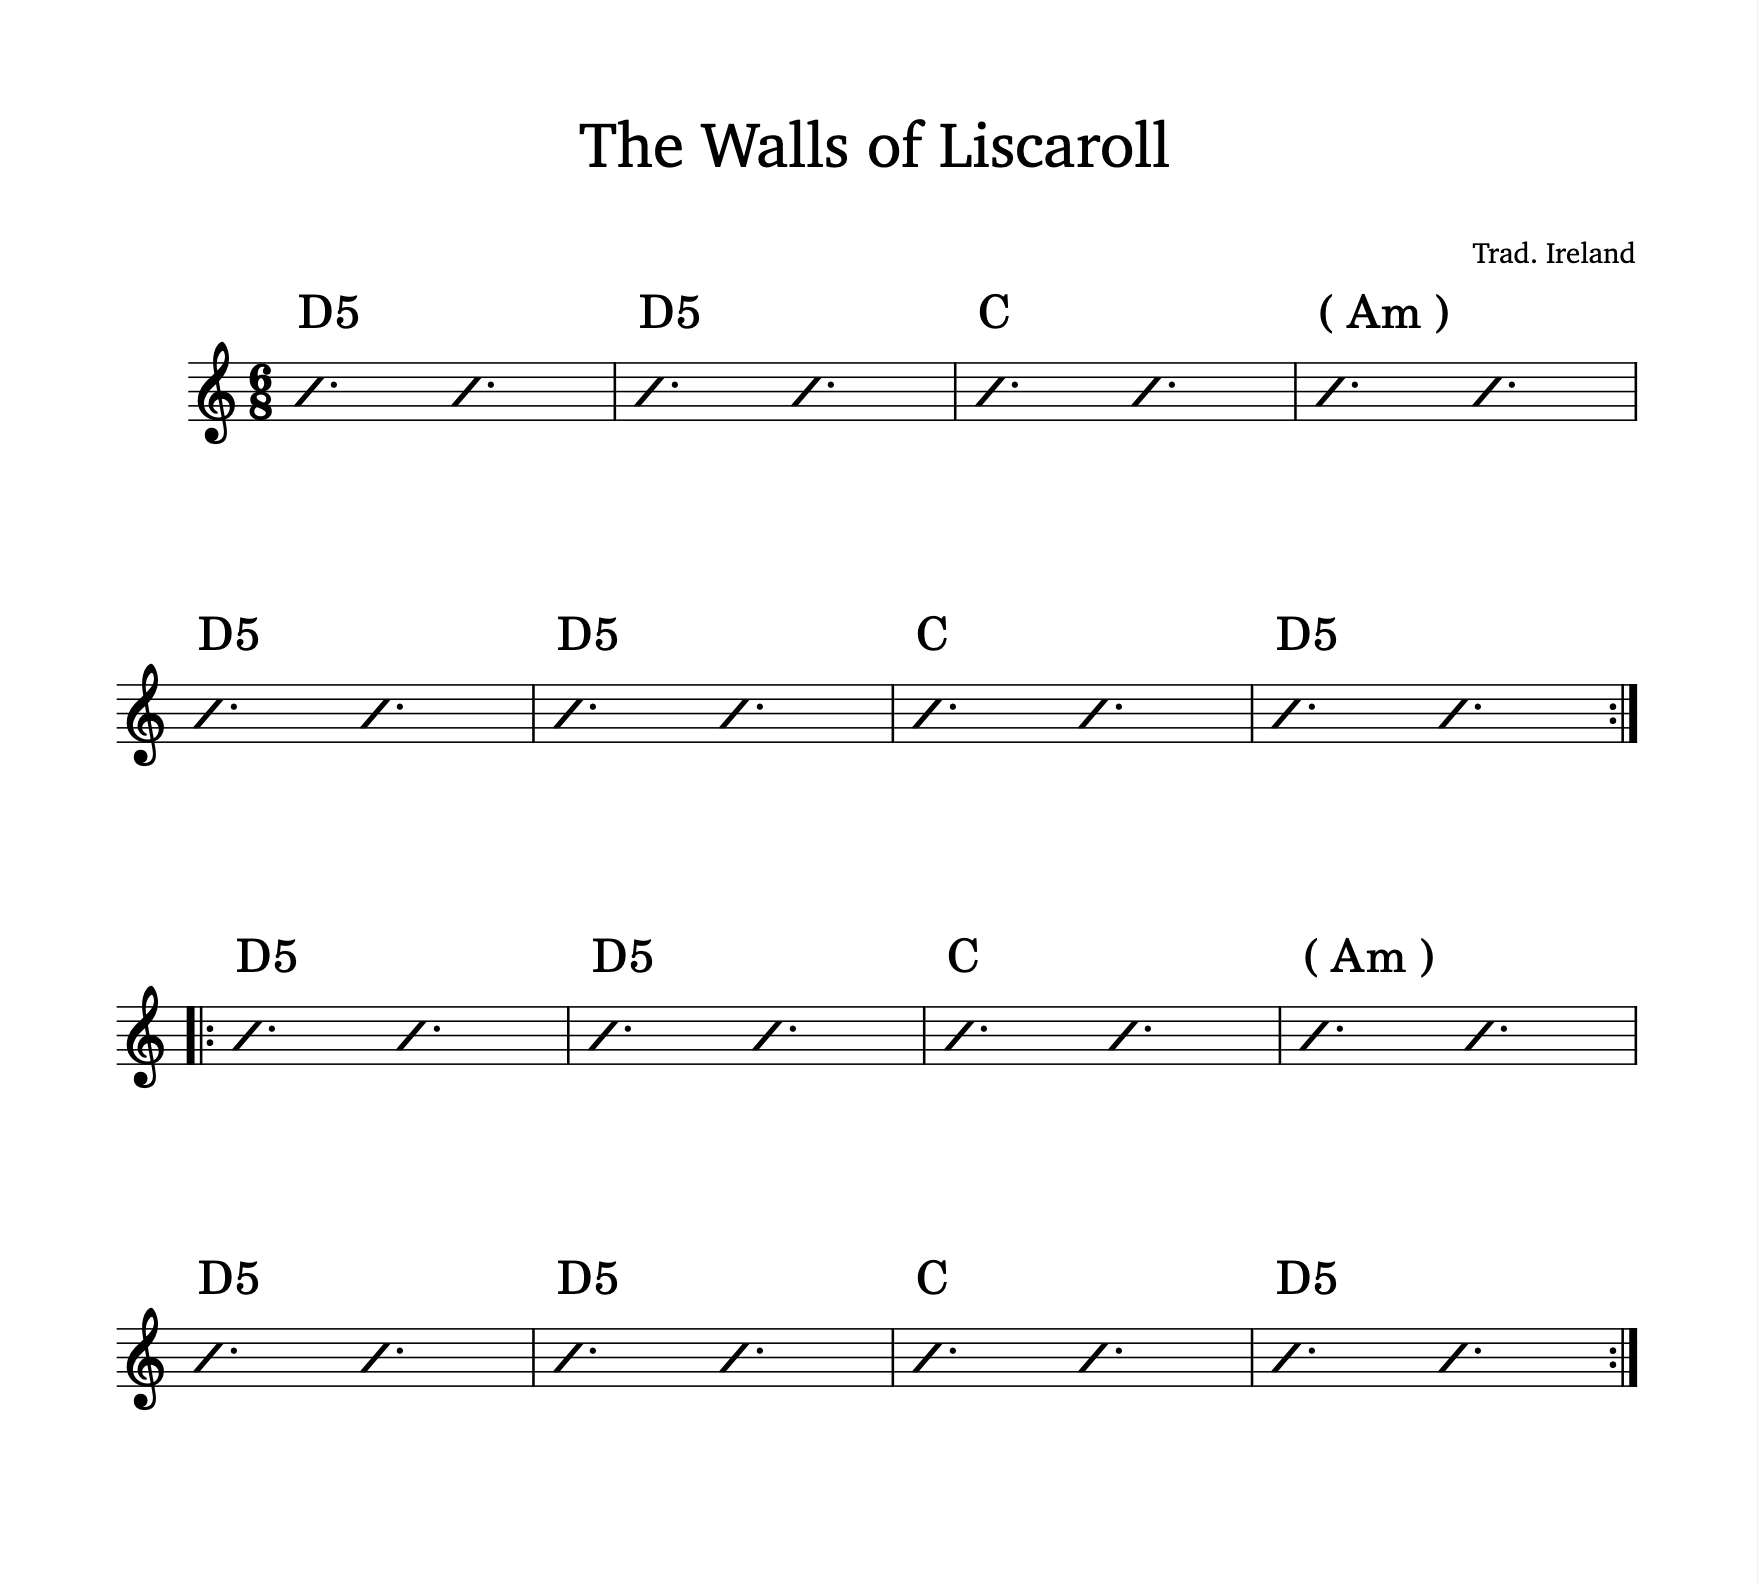 The Walls of Liscaroll
Trad. Ireland
D5 D5 C ( Am )
6
8
D5 D5 C D5
D5 D5 C ( Am )
D5 D5 C D5